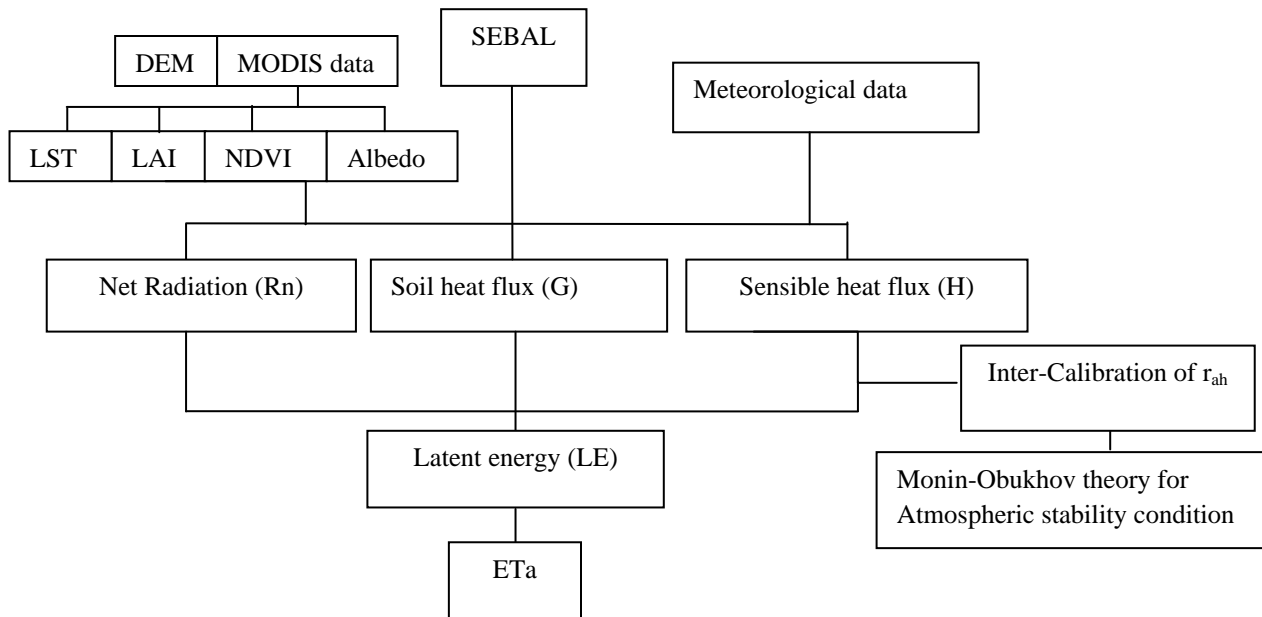 SEBAL
DEM
MODIS data
Meteorological data
LST
LAI
NDVI
Albedo
Net Radiation (Rn)
Soil heat flux (G)
Sensible heat flux (H)
Inter-Calibration of rah
Latent energy (LE)
Monin-Obukhov theory for
Atmospheric stability condition
ETa